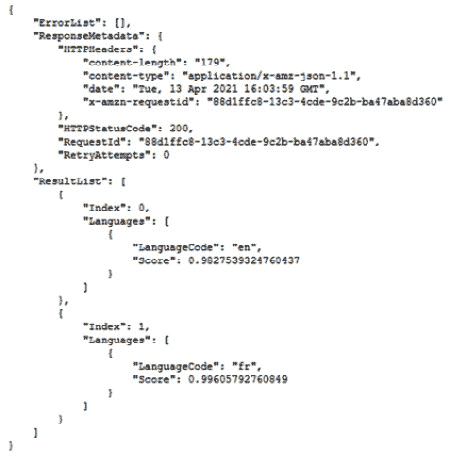 {
    "ErrorList": [],
    "ResponseMetadata": {
        "HTTPHeaders": {
            "content-length": "179",
            "content-type": "application/x-amz-json-1.1",
            "date": "Tue, 13 Apr 2021 16:03:59 GMT",
            "x-amzn-requestid": "88d1ffc8-13c3-4cde-9c2b-ba47aba8d360"
        },
        "HTTPStatusCode": 200,
        "RequestId": "88d1ffc8-13c3-4cde-9c2b-ba47aba8d360",
        "RetryAttempts": 0
    },
    "ResultList": [
        {
            "Index": 0,
            "Languages": [
                {
                    "LanguageCode": "en",
                    "Score": 0.9827539324760437
                }
            ]
        },
        {
            "Index": 1,
            "Languages": [
                {
                    "LanguageCode": "fr",
                    "Score": 0.99605792760849
                }
            ]
        }
    ]
}